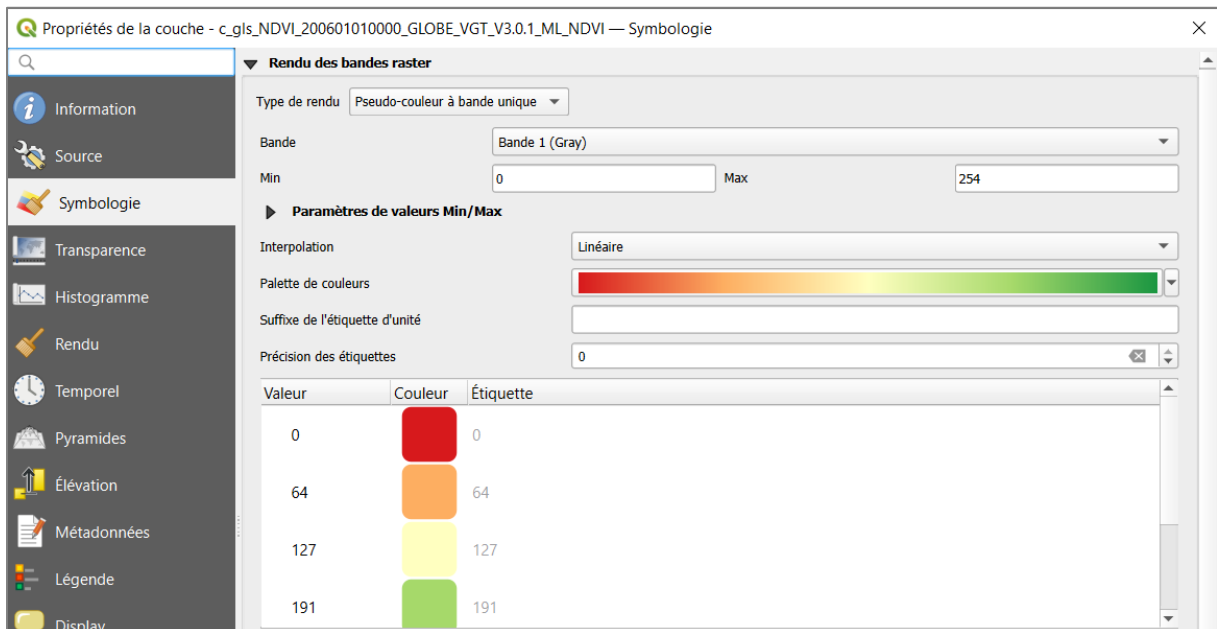 Propriétés de la couche - c_gls_NDVI_200601010000_GLOBE_VGT_V3.0.1_ML_NDVI — Symbologie
Rendu des bandes raster
Information
Type de rendu Pseudo-couleur à bande unique
Bande Bande 1 (Gray)
Source
Min 0 Max 254
Symbologie
Paramètres de valeurs Min/Max
Transparence
Interpolation Linéaire
Palette de couleurs
Histogramme
Suffixe de l'étiquette d'unité
Rendu
Précision des étiquettes 0
Temporel
Valeur Couleur Étiquette
Pyramides
0 0
Élévation
64 64
Métadonnées
127 127
Légende
191 191
Display